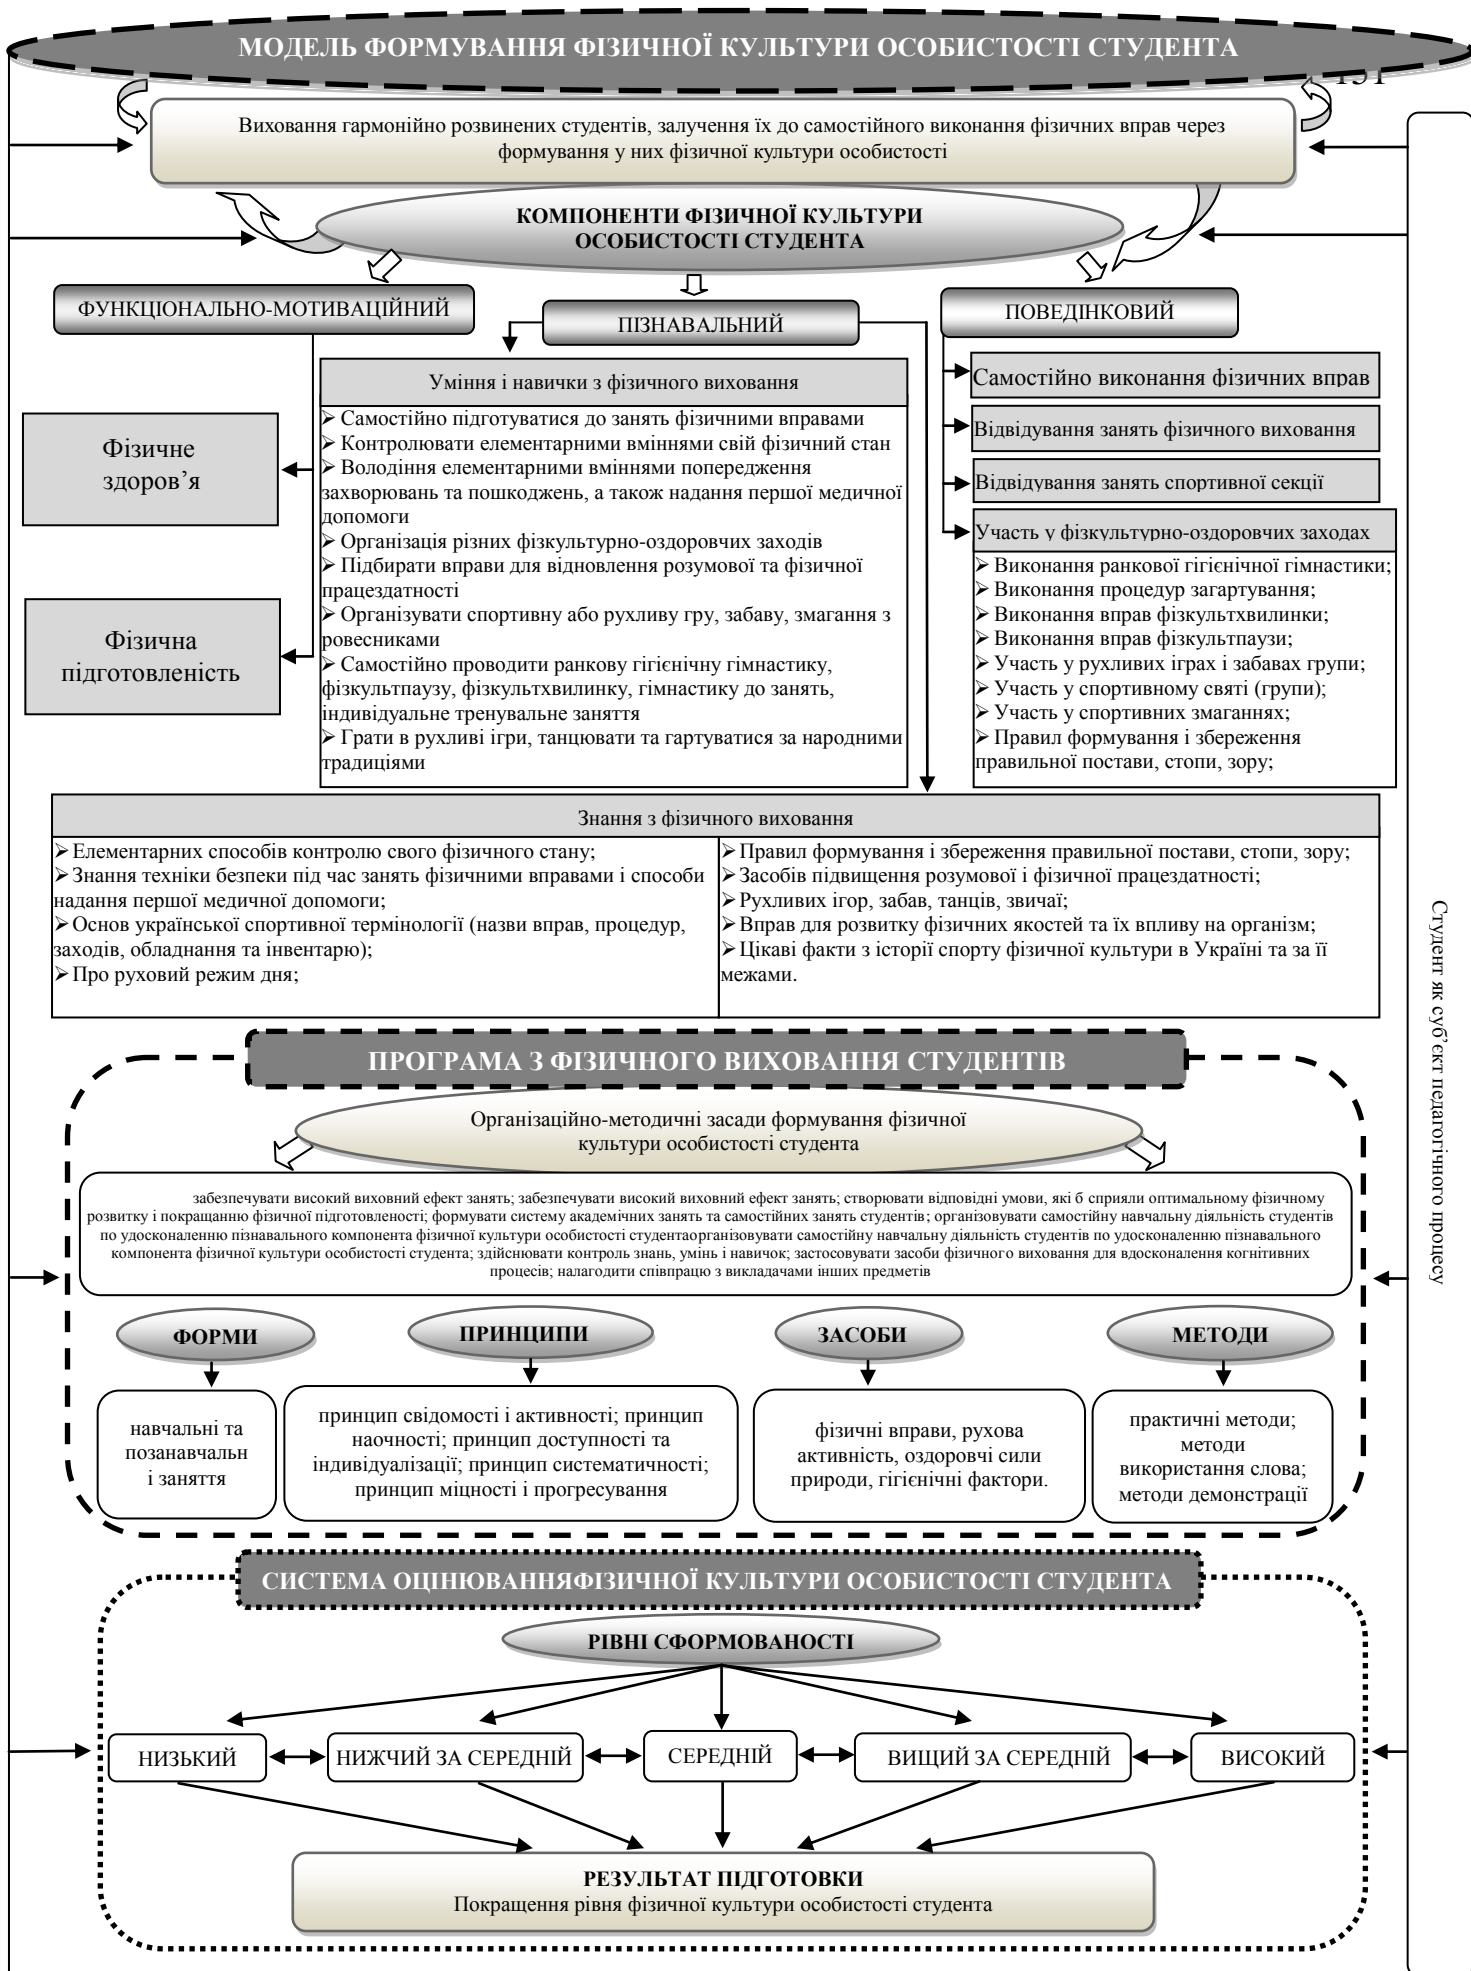 МОДЕЛЬ ФОРМУВАННЯ ФІЗИЧНОЇ КУЛЬТУРИ ОСОБИСТОСТІ СТУДЕНТА
Виховання гармонійно розвинених студентів, залучення їх до самостійного виконання фізичних вправ через
формування у них фізичної культури особистості
КОМПОНЕНТИ ФІЗИЧНОЇ КУЛЬТУРИ
ОСОБИСТОСТІ СТУДЕНТА
ФУНКЦІОНАЛЬНО-МОТИВАЦІЙНИЙ
ПІЗНАВАЛЬНИЙ
ПОВЕДІНКОВИЙ
Фізичне
здоров’я
Фізична
підготовленість
Уміння і навички з фізичного виховання
➢ Самостійно підготуватися до занять фізичними вправами
➢ Контролювати елементарними вміннями свій фізичний стан
➢ Володіння елементарними вміннями попередження
захворювань та пошкоджень, а також надання першої медичної
допомоги
➢ Організація різних фізкультурно-оздоровчих заходів
➢ Підбирати вправи для відновлення розумової та фізичної
працездатності
➢ Організувати спортивну або рухливу гру, забаву, змагання з
ровесниками
➢ Самостійно проводити ранкову гігієнічну гімнастику,
фізкультпаузу, фізкультхвилинку, гімнастику до занять,
індивідуальне тренувальне заняття
➢ Грати в рухливі ігри, танцювати та гартуватися за народними
традиціями
Самостійно виконання фізичних вправ
Відвідування занять фізичного виховання
Відвідування занять спортивної секції
Участь у фізкультурно-оздоровчих заходах
➢ Виконання ранкової гігієнічної гімнастики;
➢ Виконання процедур загартування;
➢ Виконання вправ фізкультхвилинки;
➢ Виконання вправ фізкультпаузи;
➢ Участь у рухливих іграх і забавах групи;
➢ Участь у спортивному святі (групи);
➢ Участь у спортивних змаганнях;
➢ Правил формування і збереження
правильної постави, стопи, зору;
Знання з фізичного виховання
➢ Елементарних способів контролю свого фізичного стану;
➢ Знання техніки безпеки під час занять фізичними вправами і способи
надання першої медичної допомоги;
➢ Основ української спортивної термінології (назви вправ, процедур,
заходів, обладнання та інвентарю);
➢ Про руховий режим дня;
➢ Правил формування і збереження правильної постави, стопи, зору;
➢ Засобів підвищення розумової і фізичної працездатності;
➢ Рухливих ігор, забав, танців, звичаї;
➢ Вправ для розвитку фізичних якостей та їх впливу на організм;
➢ Цікаві факти з історії спорту фізичної культури в Україні та за її
межами.
Студент як суб’єкт педагогічного процесу
ПРОГРАМА З ФІЗИЧНОГО ВИХОВАННЯ СТУДЕНТІВ
Організаційно-методичні засади формування фізичної
культури особистості студента
забезпечувати високий виховний ефект занять; забезпечувати високий виховний ефект занять; створювати відповідні умови, які б сприяли оптимальному фізичному
розвитку і покращанню фізичної підготовленості; формувати систему академічних занять та самостійних занять студентів; організовувати самостійну навчальну діяльність студентів
по удосконаленню пізнавального компонента фізичної культури особистості студентаорганізовувати самостійну навчальну діяльність студентів по удосконаленню пізнавального
компонента фізичної культури особистості студента; здійснювати контроль знань, умінь і навичок; застосовувати засоби фізичного виховання для вдосконалення когнітивних
процесів; налагодити співпрацю з викладачами інших предметів
ФОРМИ
ПРИНЦИПИ
ЗАСОБИ
МЕТОДИ
навчальні та
позанавчальн
і заняття
принцип свідомості і активності; принцип
наочності; принцип доступності та
індивідуалізації; принцип систематичності;
принцип міцності і прогресування
фізичні вправи, рухова
активність, оздоровчі сили
природи, гігієнічні фактори.
практичні методи;
методи
використання слова;
методи демонстрації
СИСТЕМА ОЦІНЮВАННЯФІЗИЧНОЇ КУЛЬТУРИ ОСОБИСТОСТІ СТУДЕНТА
РІВНІ СФОРМОВАНОСТІ
НИЗЬКИЙ
НИЖЧИЙ ЗА СЕРЕДНІЙ
СЕРЕДНІЙ
ВИЩИЙ ЗА СЕРЕДНІЙ
ВИСОКИЙ
РЕЗУЛЬТАТ ПІДГОТОВКИ
Покращення рівня фізичної культури особистості студента